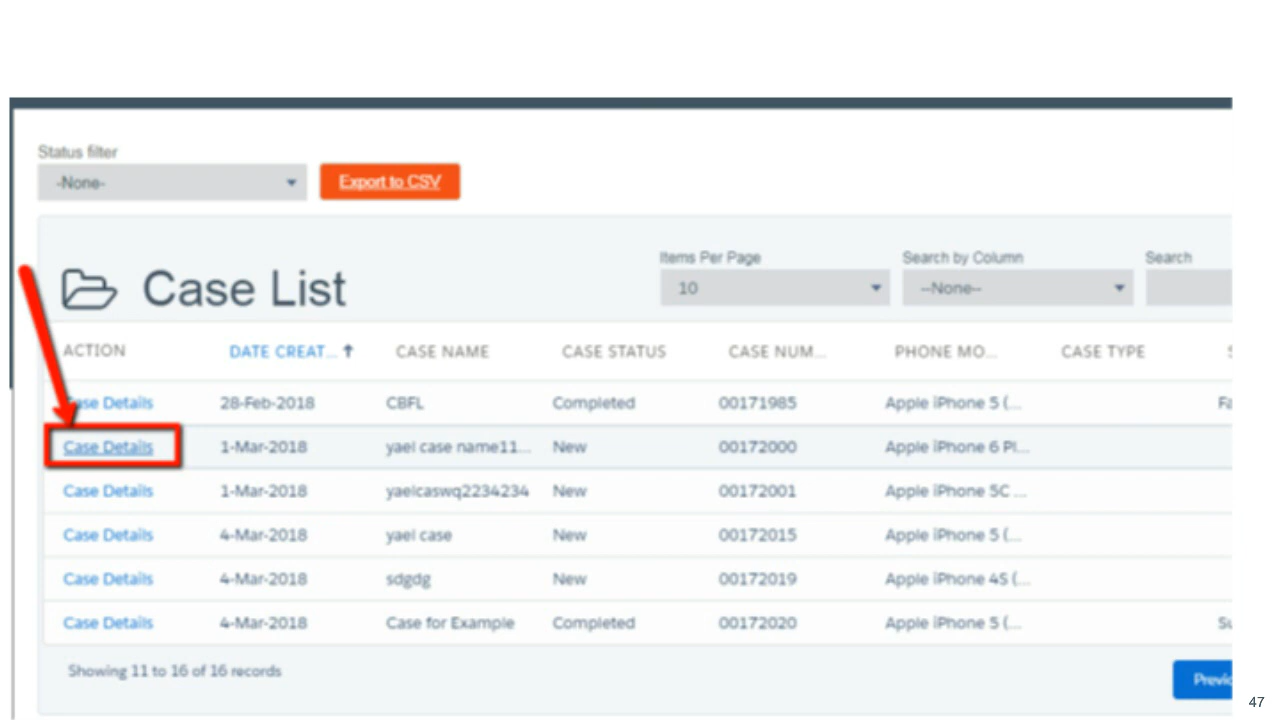 Status filter
-None- Export to CSV
Items Per Page Search by Column Search
Case List 10 --None--
ACTION DATE CREAT... CASE NAME CASE STATUS CASE NUM... PHONE MO... CASE TYPE
Case Details 28-Feb-2018 CBFL Completed 00171985 Apple iPhone 5 (... Fa
Case Details 1-Mar-2018 yael case name11... New 00172000 Apple iPhone 6 Pl...
Case Details 1-Mar-2018 yaelcaswq2234234 New 00172001 Apple iPhone 5C ...
Case Details 4-Mar-2018 yael case New 00172015 Apple iPhone 5 (...
Case Details 4-Mar-2018 sdgdg New 00172019 Apple iPhone 4S (...
Case Details 4-Mar-2018 Case for Example Completed 00172020 Apple iPhone 5 (... Su
Showing 11 to 16 of 16 records Previo
47